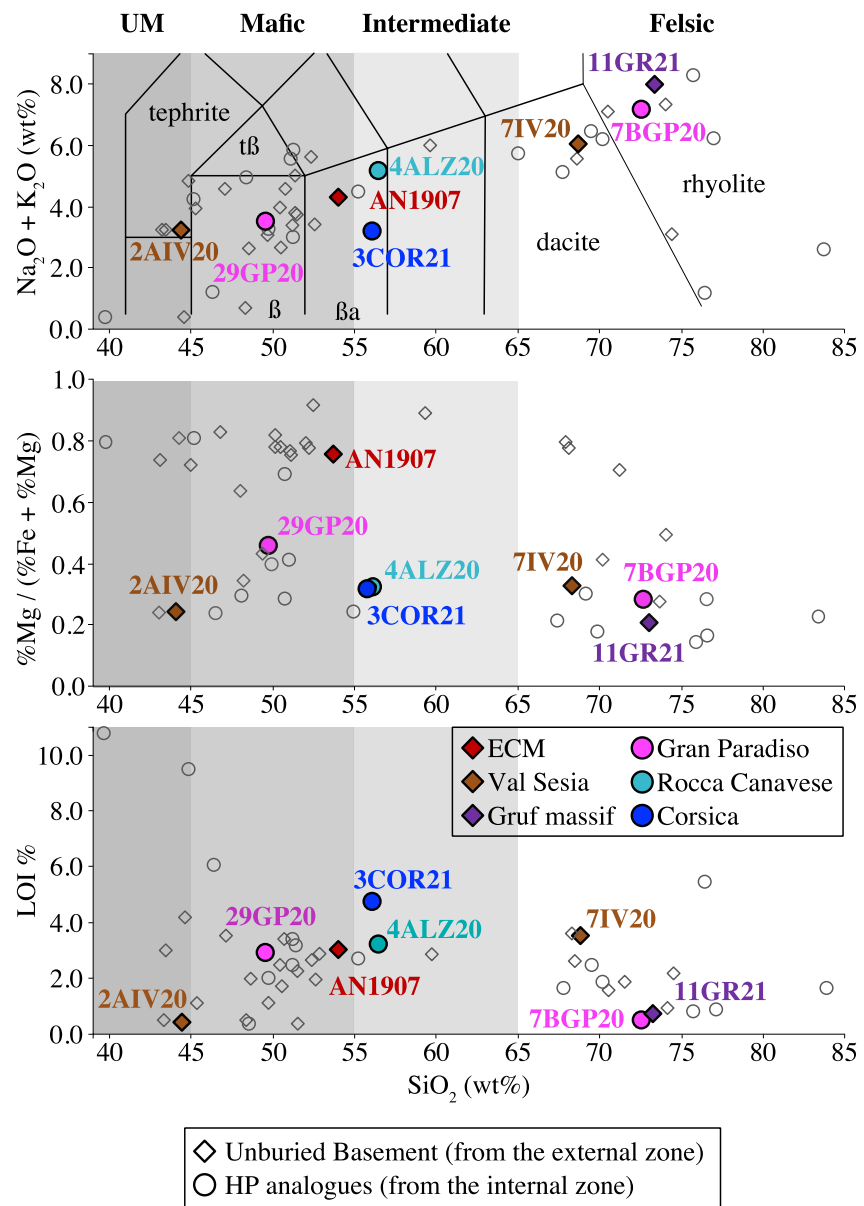 UM Mafic Intermediate Felsic
Na₂O + K₂O (wt%)
8.0
6.0
4.0
2.0
0.0
11GR21
tephrite
7IV20
7BGP20
tß
4ALZ20
AN1907
rhyolite
2AIV20
3COR21
dacite
29GP20
ß
ßa
40 45 50 55 60 65 70 75 80 85
%Mg / (%Fe + %Mg)
1.0
0.8
0.6
0.4
0.2
0.0
AN1907
29GP20
7IV20
4ALZ20
7BGP20
2AIV20
3COR21
11GR21
40 45 50 55 60 65 70 75 80 85
LOI %
10.0
8.0
6.0
4.0
2.0
0.0
ECM
Gran Paradiso
Val Sesia
Rocca Canavese
Gruf massif
Corsica
3COR21
29GP20
4ALZ20
7IV20
2AIV20
AN1907
11GR21
7BGP20
40 45 50 55 60 65 70 75 80 85
SiO₂ (wt%)
Unburied Basement (from the external zone)
HP analogues (from the internal zone)